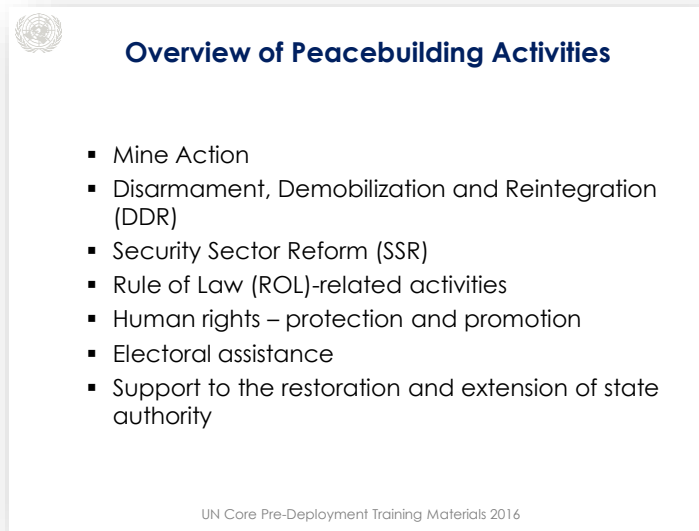 Overview of Peacebuilding Activities
▪ Mine Action
▪ Disarmament, Demobilization and Reintegration
(DDR)
▪ Security Sector Reform (SSR)
▪ Rule of Law (ROL)-related activities
▪ Human rights – protection and promotion
▪ Electoral assistance
▪ Support to the restoration and extension of state
authority
UN Core Pre-Deployment Training Materials 2016